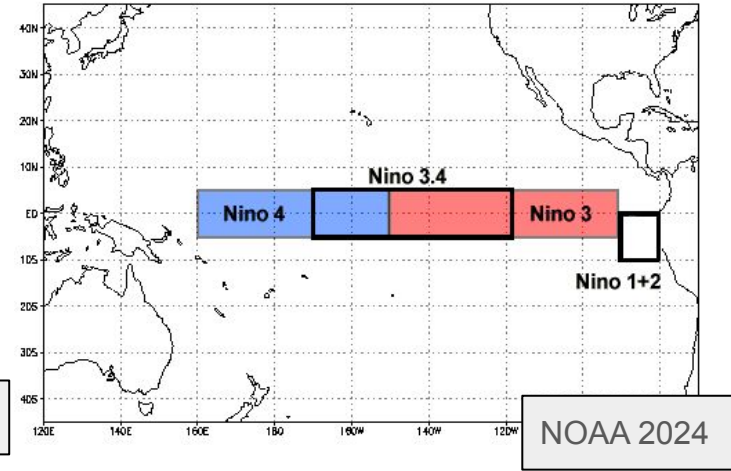 40N
30N
20N
10N
EQ
10S
20S
30S
40S
Nino 3.4
Nino 4
Nino 3
Nino 1+2
120E
140E
160E
180
160W
140W
120W
NOAA 2024